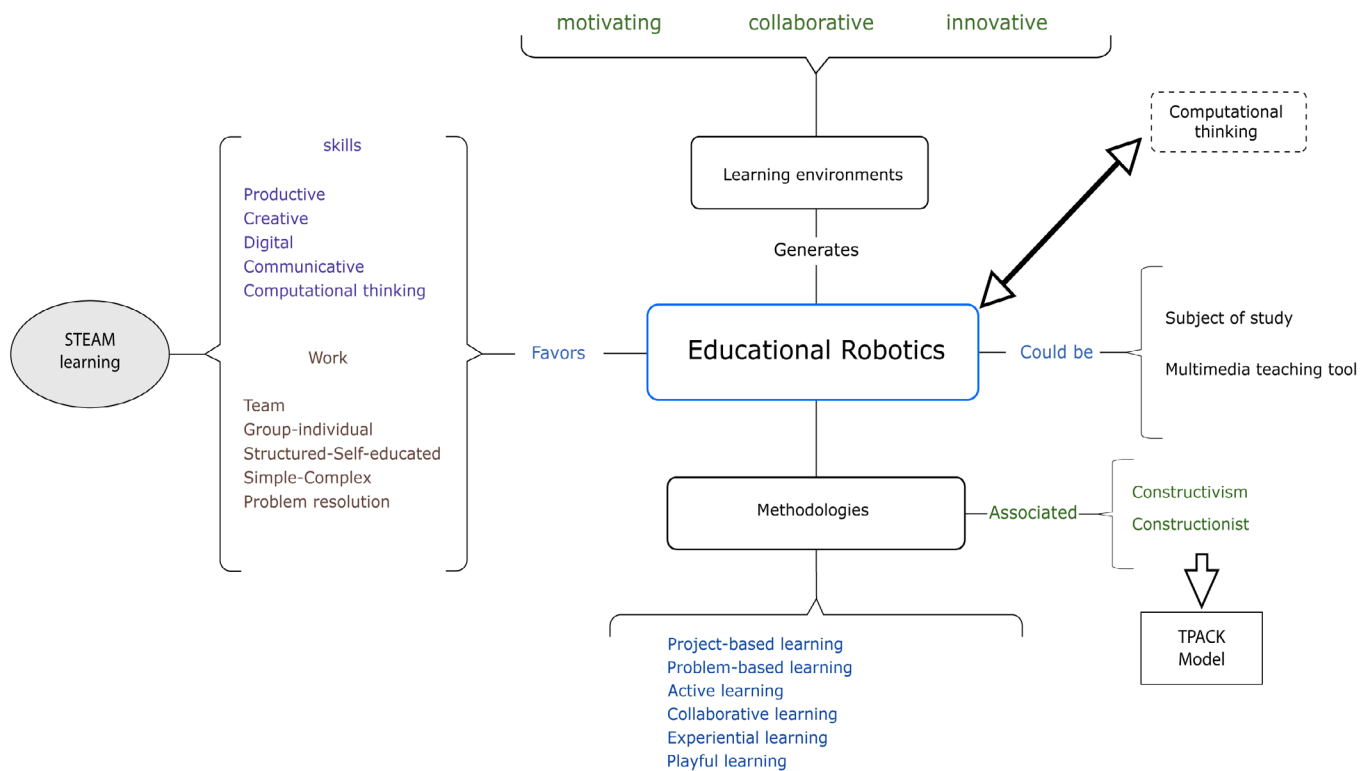 motivating collaborative innovative
Computational
thinking
Learning environments
Generates
skills
Productive
Creative
Digital
Communicative
Computational thinking
Work
Team
Group-individual
Structured-Self-educated
Simple-Complex
Problem resolution
STEAM
learning
Favors
Educational Robotics
Could be
Subject of study
Multimedia teaching tool
Methodologies
Associated
Constructivism
Constructionist
TPACK
Model
Project-based learning
Problem-based learning
Active learning
Collaborative learning
Experiential learning
Playful learning